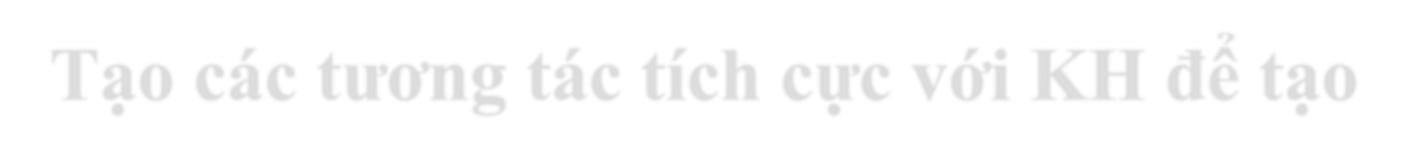 Tạo các tương tác tích cực với KH để tạo